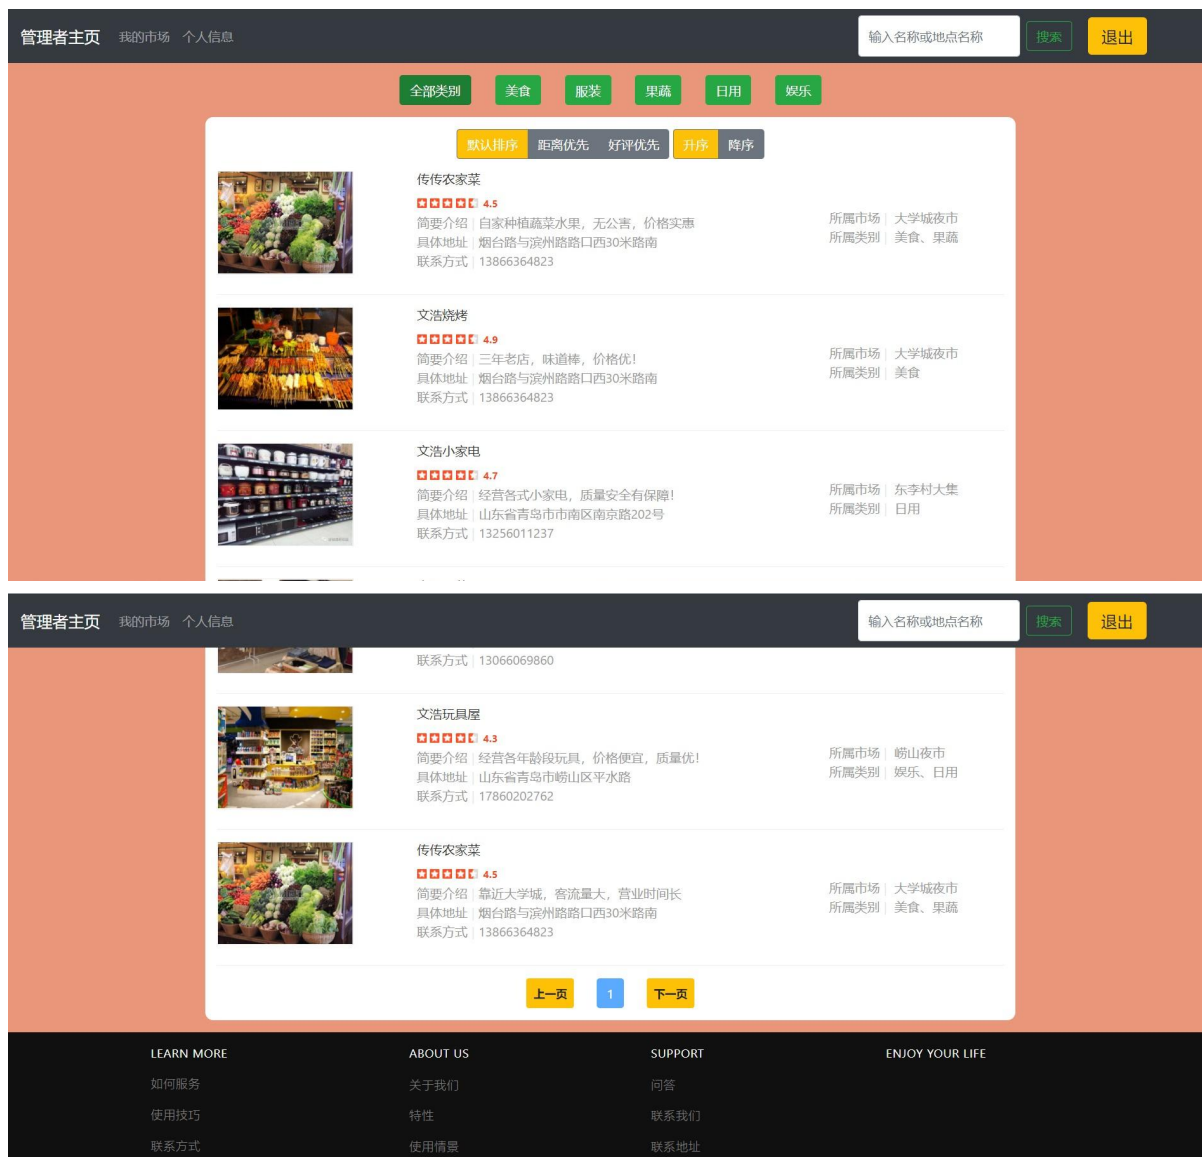 管理者主页 我的市场 个人信息 输入名称或地点名称 搜索 退出
全部类别 美食 服装 果蔬 日用 娱乐
默认排序 距离优先 好评优先 升序 降序
传传农家菜
4.5
简要介绍 | 自家种植蔬菜水果，无公害，价格实惠
具体地址 | 烟台路与滨州路路口西30米路南
联系方式 | 13866364823
所属市场 | 大学城夜市
所属类别 | 美食、果蔬
文浩烧烤
4.9
简要介绍 | 三年老店，味道棒，价格优!
具体地址 | 烟台路与滨州路路口西30米路南
联系方式 | 13866364823
所属市场 | 大学城夜市
所属类别 | 美食
文浩小家电
4.7
简要介绍 | 经营各式小家电，质量安全有保障!
具体地址 | 山东省青岛市市南区南京路202号
联系方式 | 13256011237
所属市场 | 东李村大集
所属类别 | 日用
管理者主页 我的市场 个人信息 输入名称或地点名称 搜索 退出
联系方式 | 13066069860
文浩玩具屋
4.3
简要介绍 | 经营各年龄段玩具，价格便宜，质量优!
具体地址 | 山东省青岛市崂山区平水路
联系方式 | 17860202762
所属市场 | 崂山夜市
所属类别 | 娱乐、日用
传传农家菜
4.5
简要介绍 | 靠近大学城，客流量大，营业时间长
具体地址 | 烟台路与滨州路路口西30米路南
联系方式 | 13866364823
所属市场 | 大学城夜市
所属类别 | 美食、果蔬
上一页 1 下一页
LEARN MORE ABOUT US SUPPORT ENJOY YOUR LIFE
如何服务 关于我们 问答
使用技巧 特性 联系我们
联系方式 使用情景 联系地址